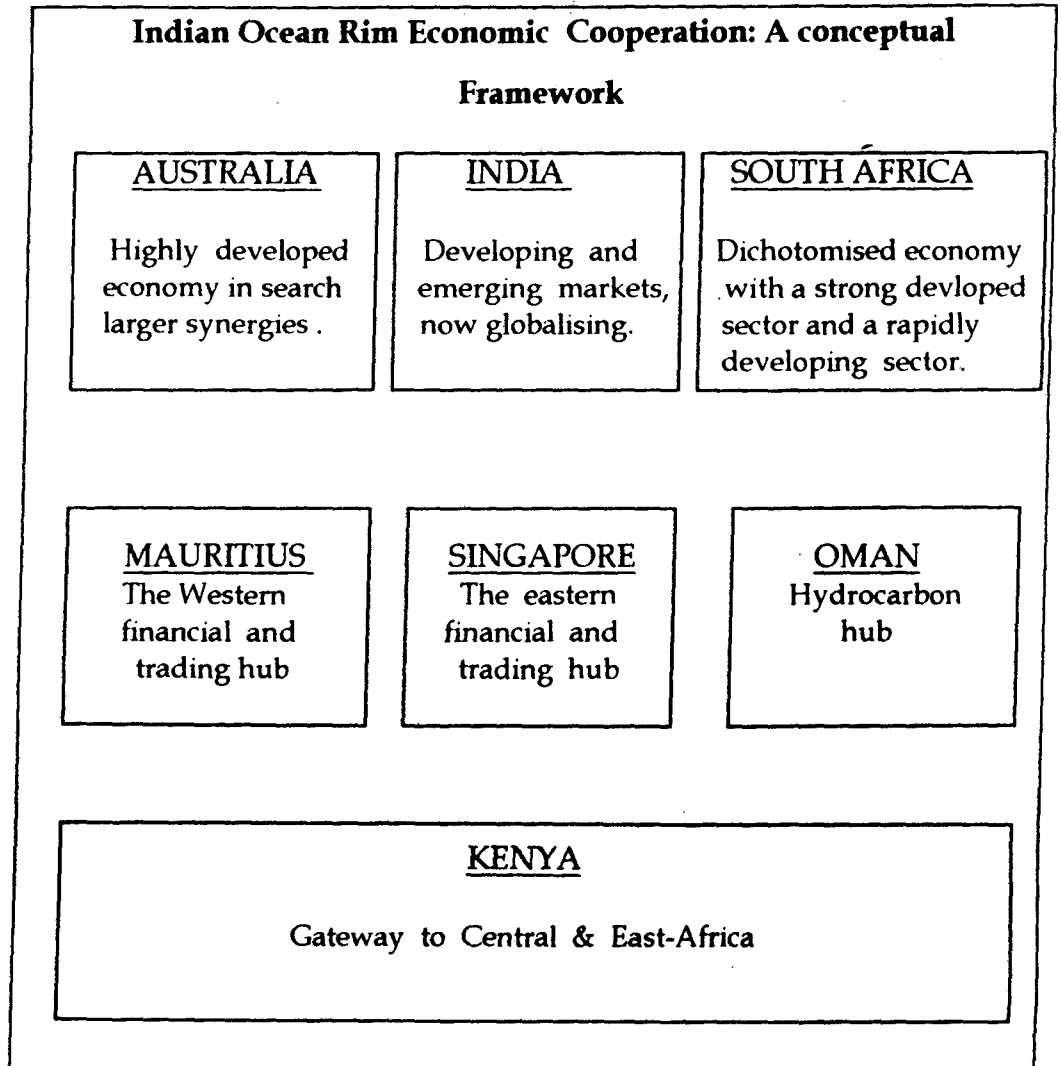 Indian Ocean Rim Economic Cooperation: A conceptual
Framework
AUSTRALIA
Highly developed
economy in search
larger synergies .
INDIA
Developing and
emerging markets,
now globalising.
SOUTH AFRICA
Dichotomised economy
with a strong devloped
sector and a rapidly
developing sector.
MAURITIUS
The Western
financial and
trading hub
SINGAPORE
The eastern
financial and
trading hub
OMAN
Hydrocarbon
hub
KENYA
Gateway to Central & East-Africa